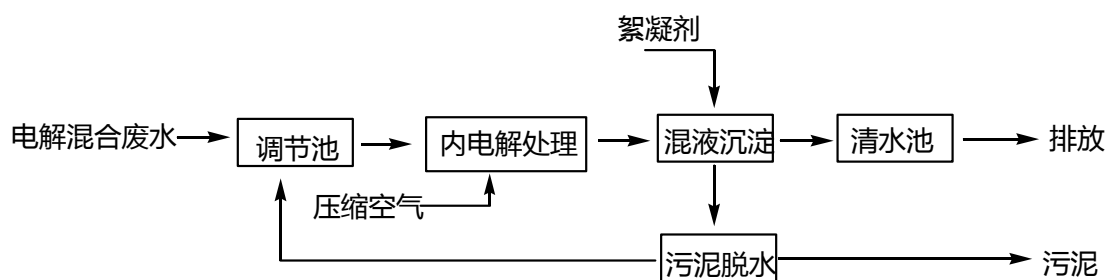 絮凝剂
电解混合废水
调节池
内电解处理
混液沉淀
清水池
排放
压缩空气
污泥脱水
污泥